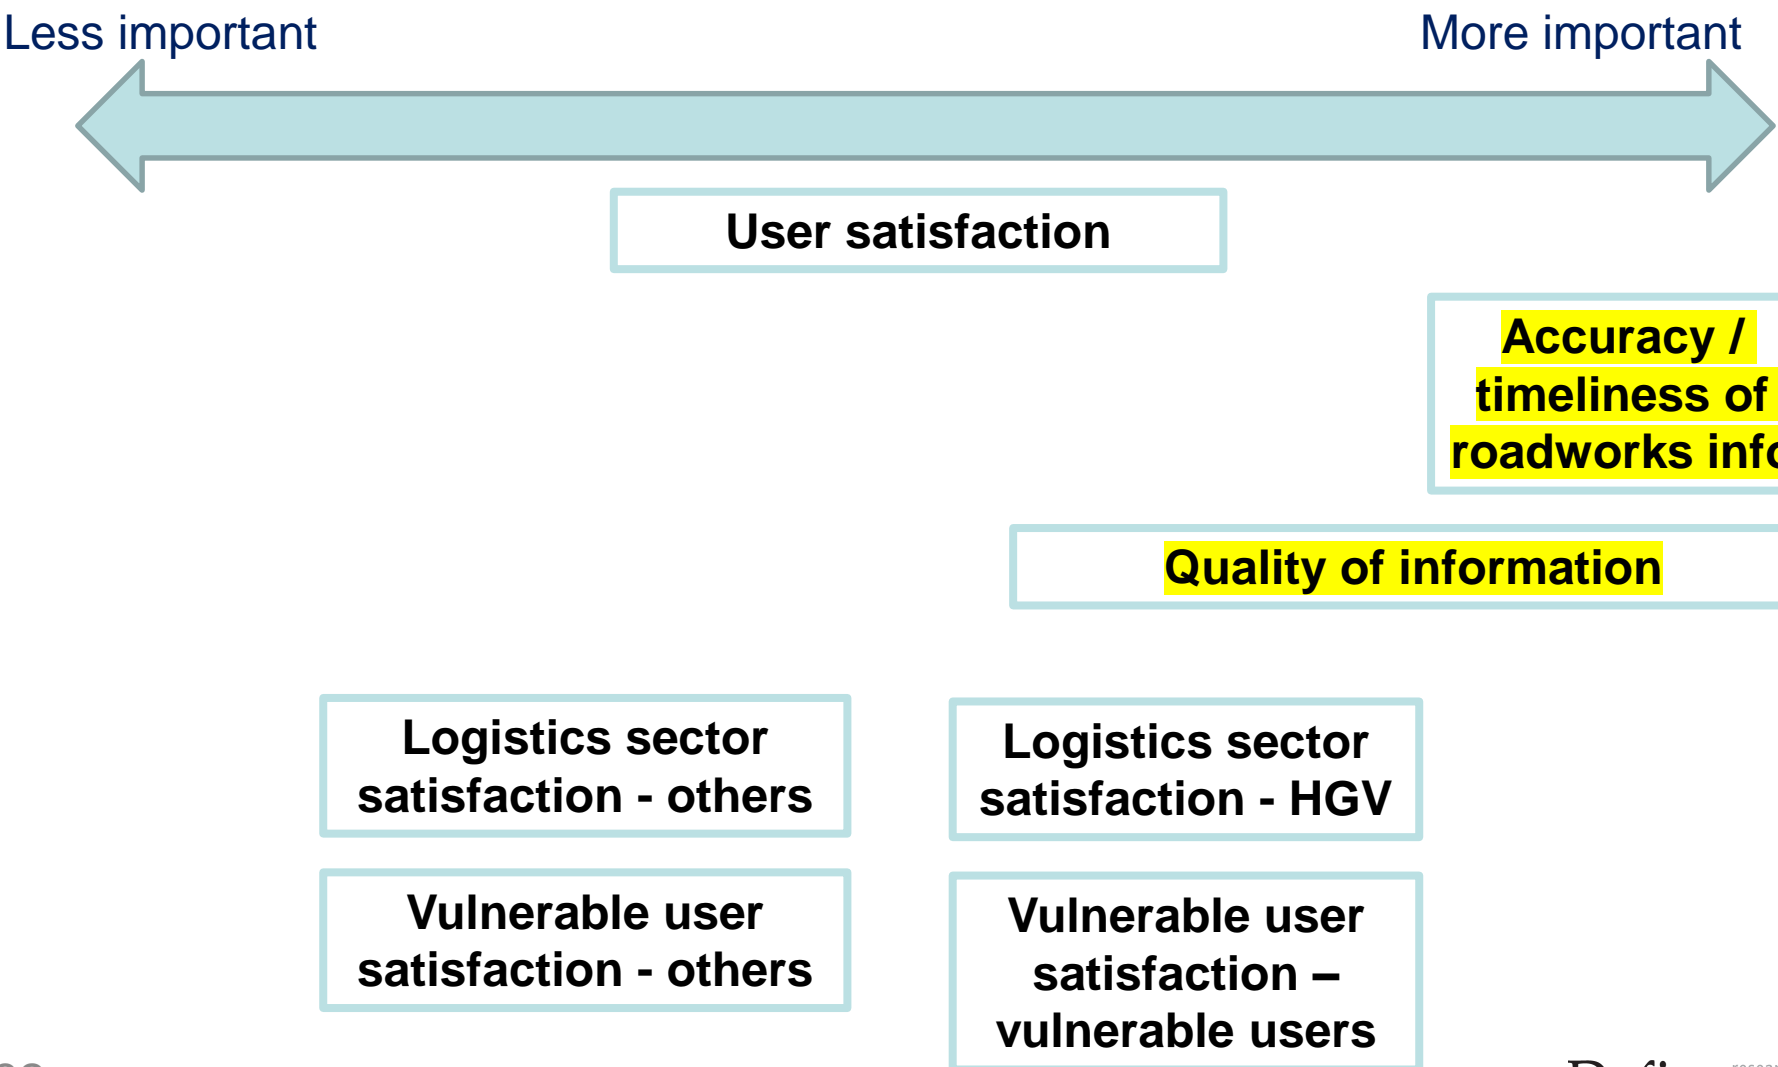 Less important
More important
User satisfaction
Accuracy /
timeliness of
roadworks
Quality of information
Logistics sector
satisfaction - others
Logistics sector
satisfaction - HGV
Vulnerable user
satisfaction - others
Vulnerable user
satisfaction –
vulnerable users